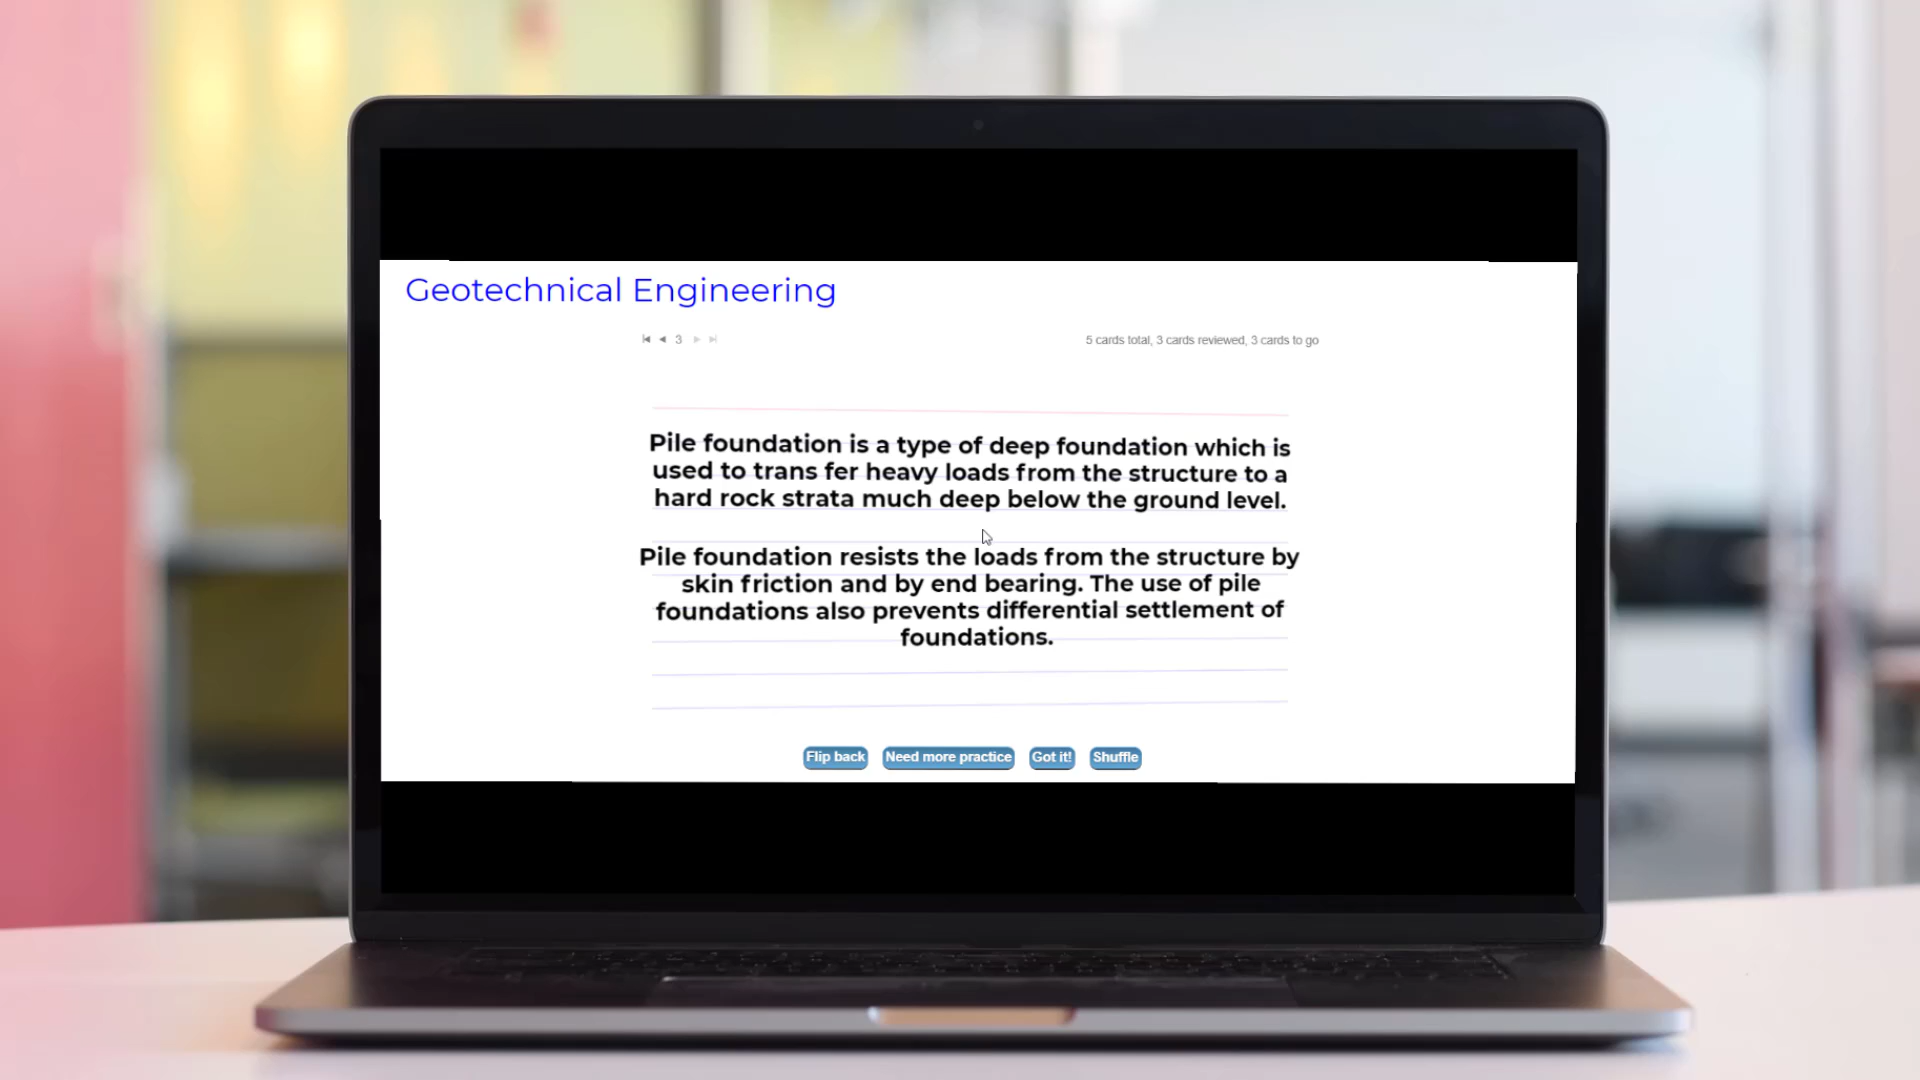 Geotechnical Engineering
3
5 cards total, 3 cards reviewed, 3 cards to go
Pile foundation is a type of deep foundation which is
used to trans fer heavy loads from the structure to a
hard rock strata much deep below the ground level.
Pile foundation resists the loads from the structure by
skin friction and by end bearing. The use of pile
foundations also prevents differential settlement of
foundations.
Flip back Need more practice Got it! Shuffle